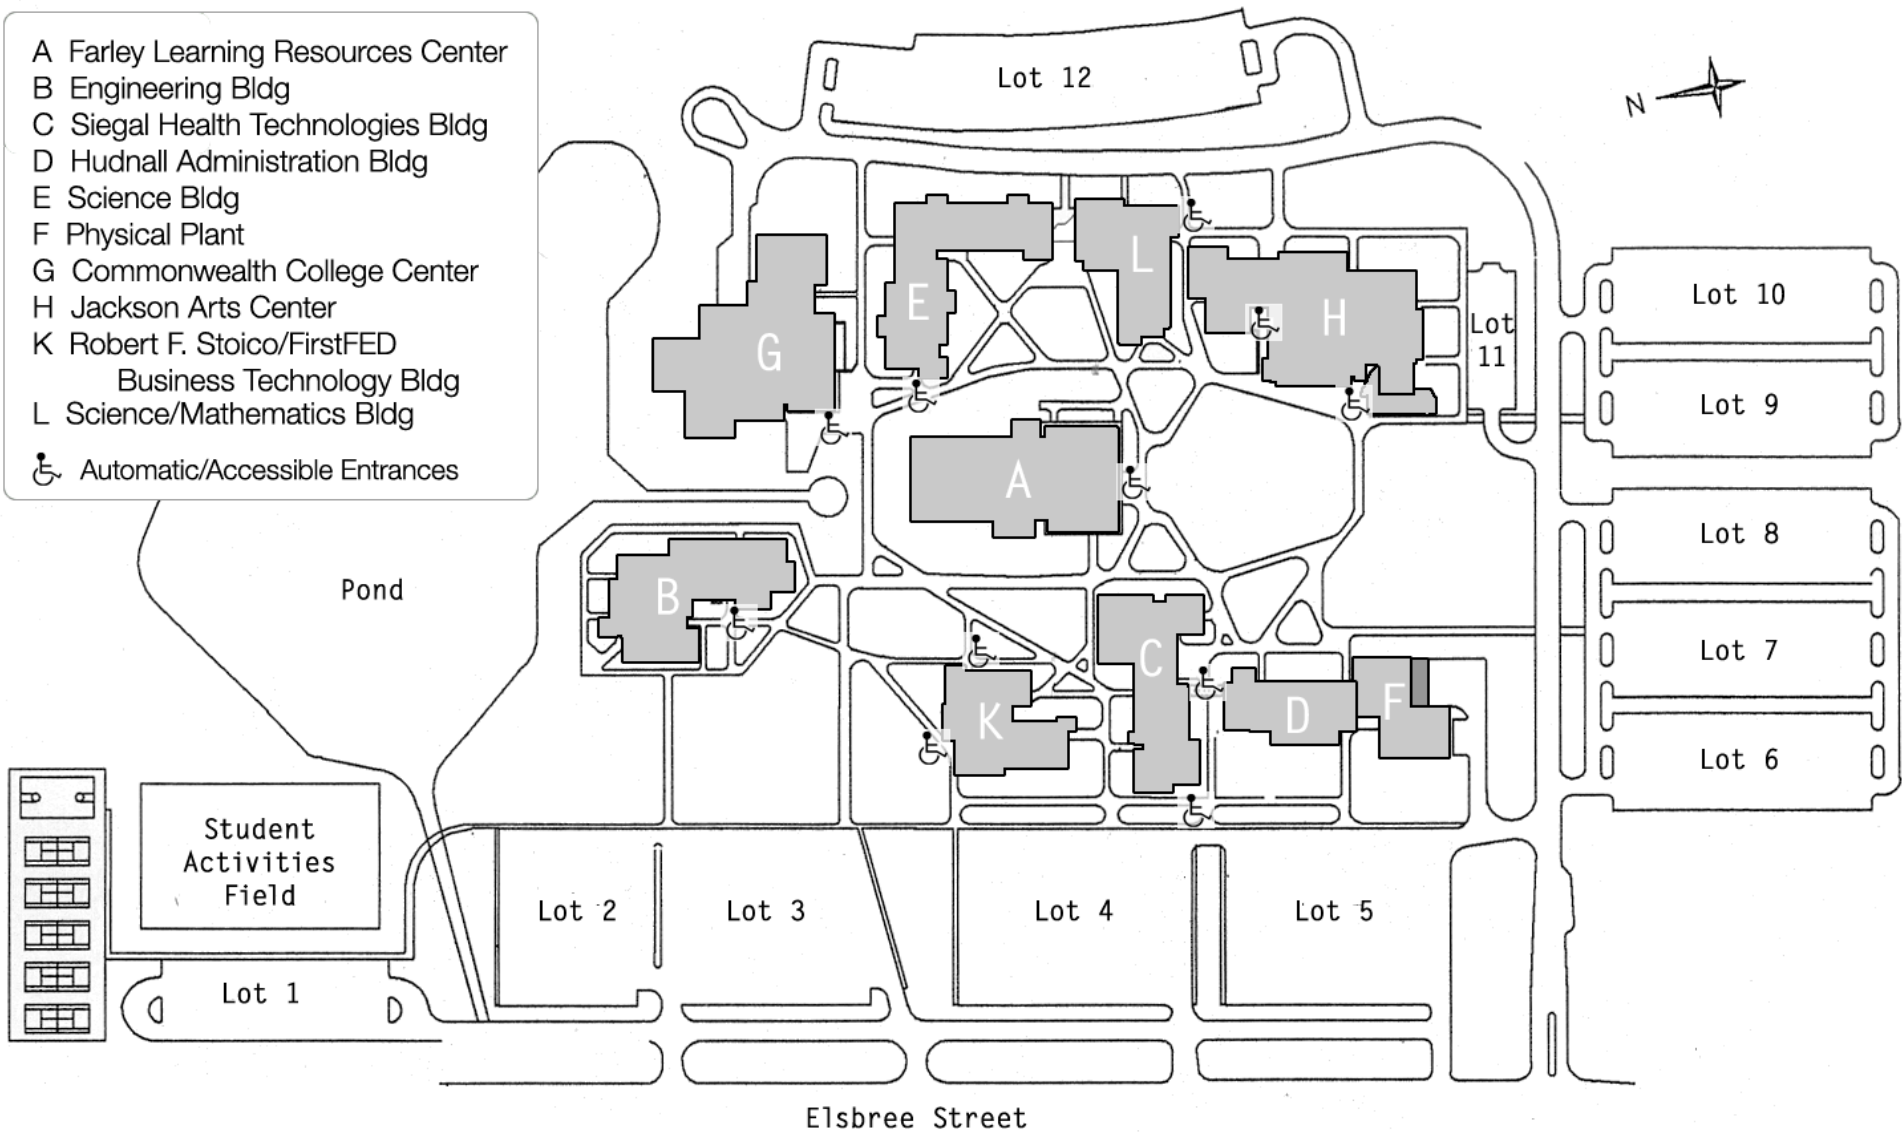 A Farley Learning Resources Center
B Engineering Bldg
C Siegal Health Technologies Bldg
D Hudnall Administration Bldg
E Science Bldg
F Physical Plant
G Commonwealth College Center
H Jackson Arts Center
K Robert F. Stoico/FirstFED
Business Technology Bldg
L Science/Mathematics Bldg
Automatic/Accessible Entrances
Lot 12
N
L
E
H
G
Lot 10
Lot
11
Lot 9
A
Lot 8
Pond
B
C
Lot 7
K
D
F
Lot 6
Student
Activities
Field
Lot 2
Lot 3
Lot 4
Lot 5
Lot 1
Elsbree Street